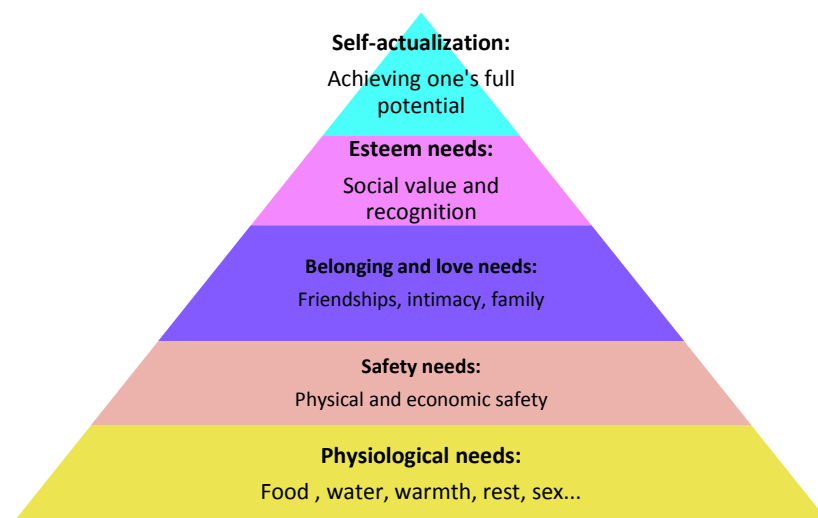 Self-actualization:
Achieving one's full
potential
Esteem needs:
Social value and
recognition
Belonging and love needs:
Friendships, intimacy, family
Safety needs:
Physical and economic safety
Physiological needs:
Food , water, warmth, rest, sex...